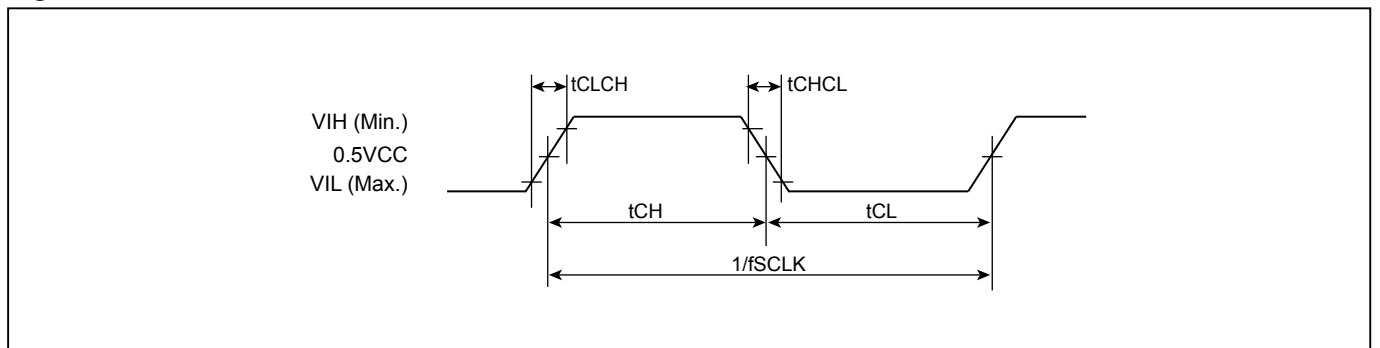 tCLCH
tCHCL
VIH (Min.)
0.5VCC
VIL (Max.)
tCH
tCL
1/fSCLK